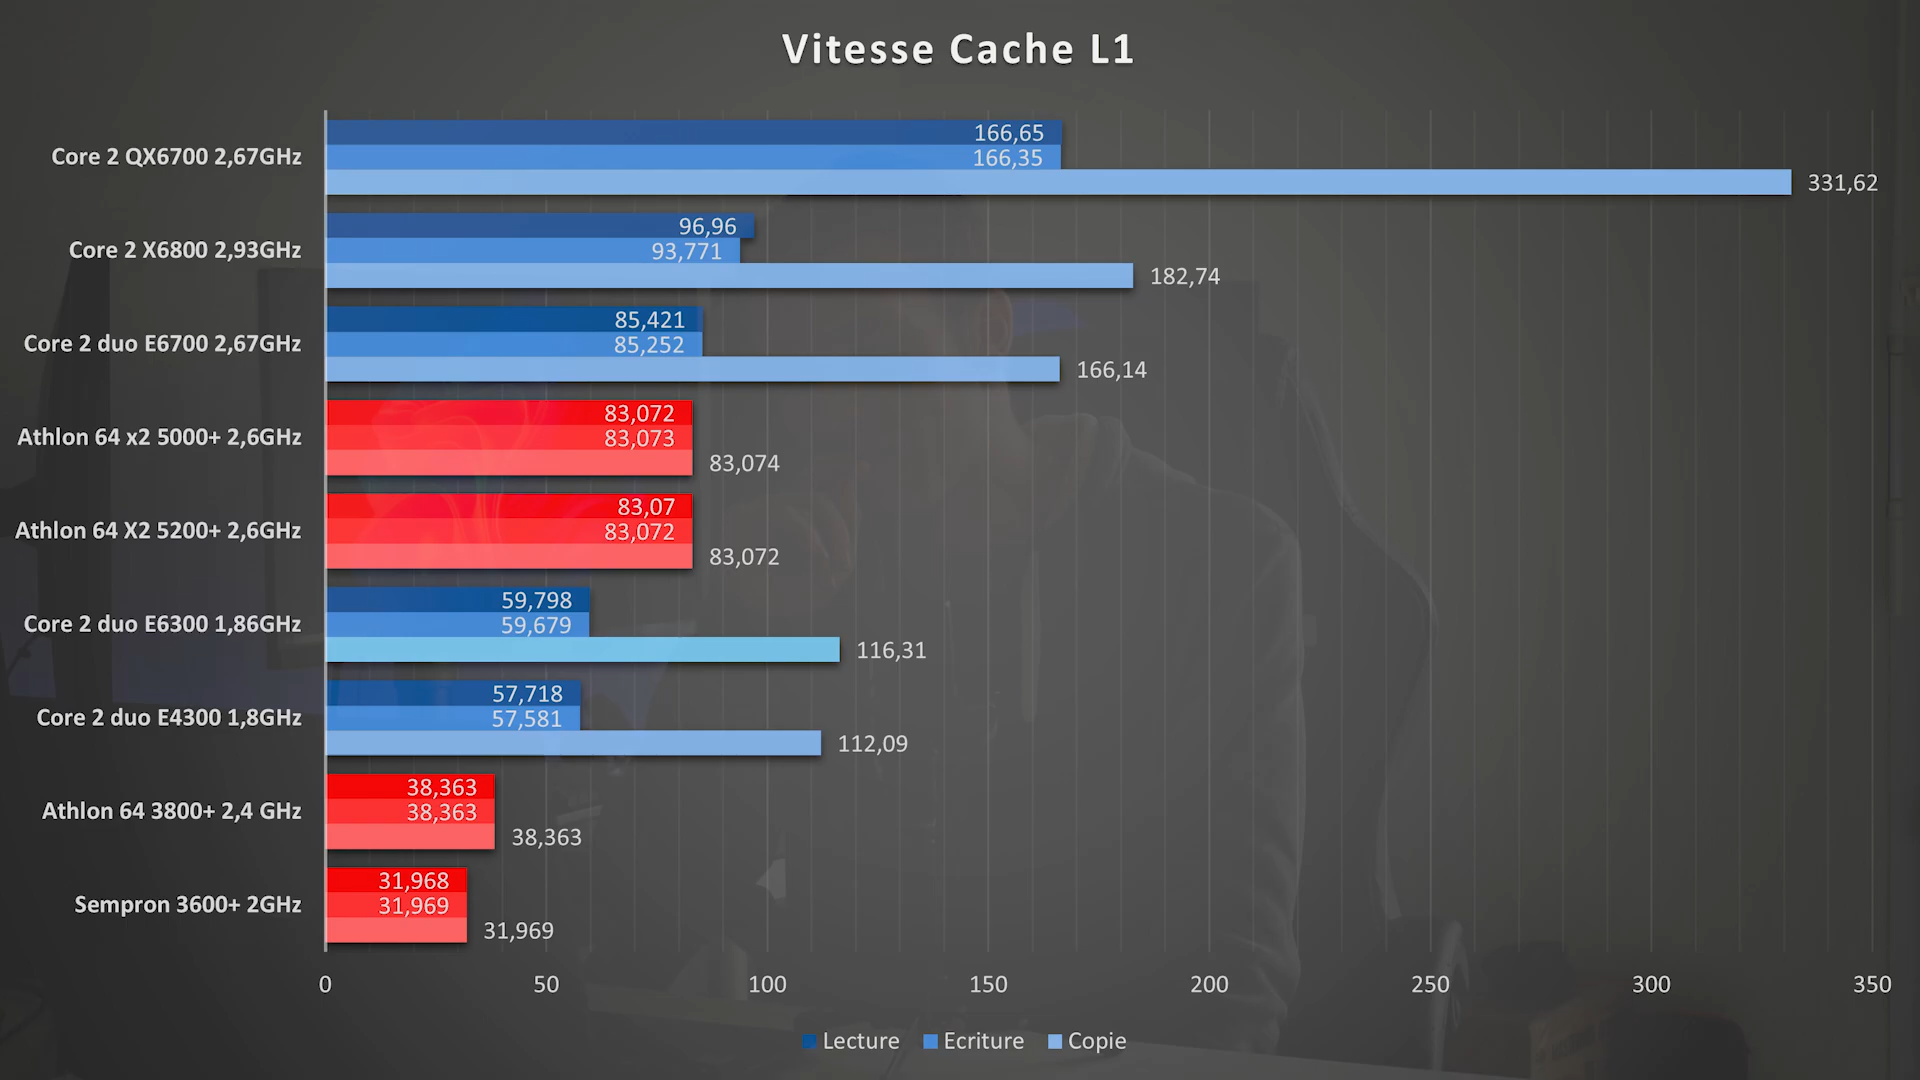 Vitesse Cache L1
Core 2 QX6700 2,67GHz
166,65
166,35
331,62
Core 2 X6800 2,93GHz
96,96
93,771
182,74
Core 2 duo E6700 2,67GHz
85,421
85,252
166,14
Athlon 64 x2 5000+ 2,6GHz
83,072
83,073
83,074
Athlon 64 X2 5200+ 2,6GHz
83,07
83,072
83,072
Core 2 duo E6300 1,86GHz
59,798
59,679
116,31
Core 2 duo E4300 1,8GHz
57,718
57,581
112,09
Athlon 64 3800+ 2,4 GHz
38,363
38,363
38,363
Sempron 3600+ 2GHz
31,968
31,969
31,969
0 50 100 150 200 250 300 350
Lecture Ecriture Copie